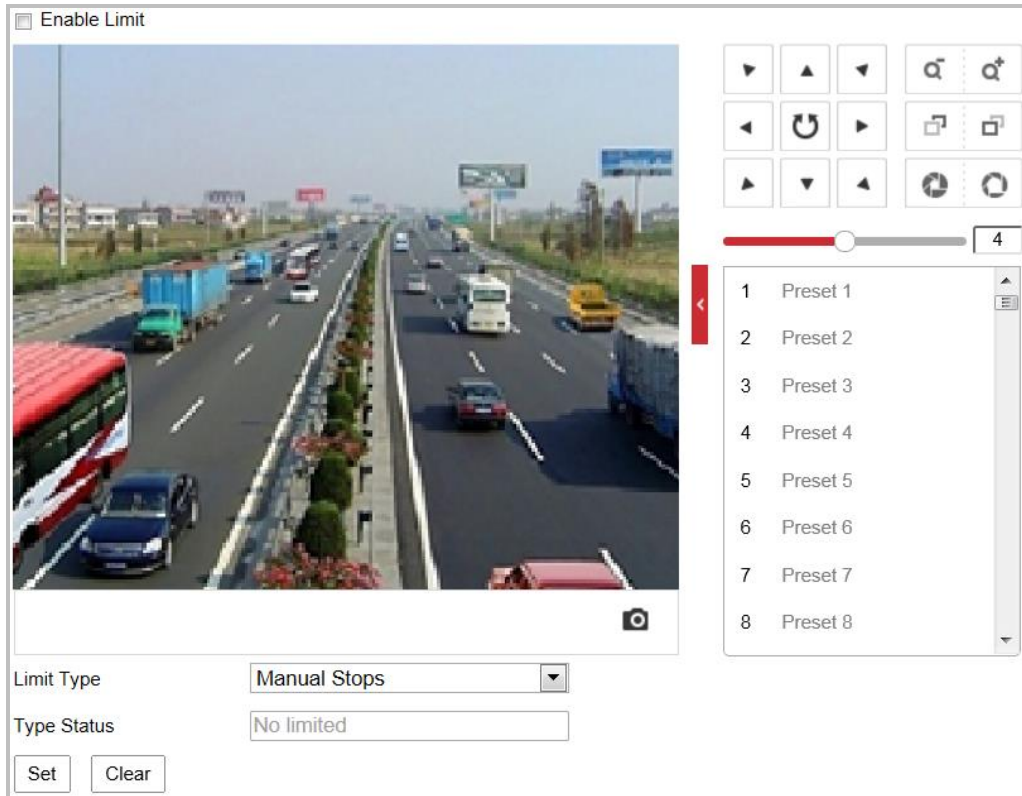 Enable Limit
4
1 Preset 1
2 Preset 2
3 Preset 3
4 Preset 4
5 Preset 5
6 Preset 6
7 Preset 7
8 Preset 8
Limit Type Manual Stops
Type Status No limited
Set Clear